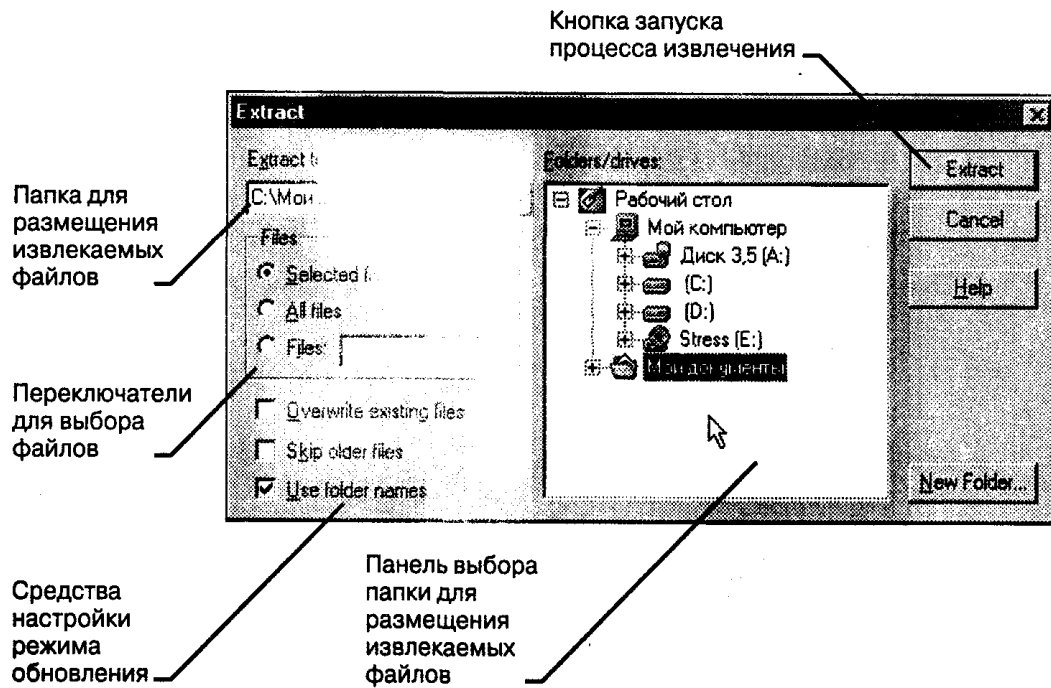 Кнопка запуска
процесса извлечения
Extract
Extract
Folders/drives:
Extract
Папка для
размещения
извлекаемых
файлов
C:\Мои
Рабочий стол
Мой компьютер
Cancel
Files
Диск 3,5 (A:)
Selected
(C:)
Help
All files
(D:)
Files:
Stress (E:)
Мои документы
Переключатели
для выбора
файлов
Overwrite existing files
Skip older files
Use folder names
New Folder...
Средства
настройки
режима
обновления
Панель выбора
папки для
размещения
извлекаемых
файлов